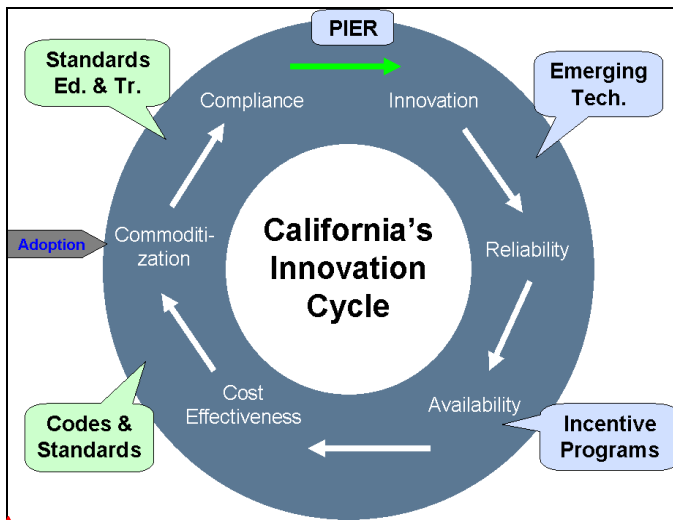 PIER
Standards
Ed. & Tr.
Emerging
Tech.
Compliance
Innovation
Adoption
Commoditi-
zation
California's
Innovation
Cycle
Reliability
Cost
Effectiveness
Availability
Codes &
Standards
Incentive
Programs